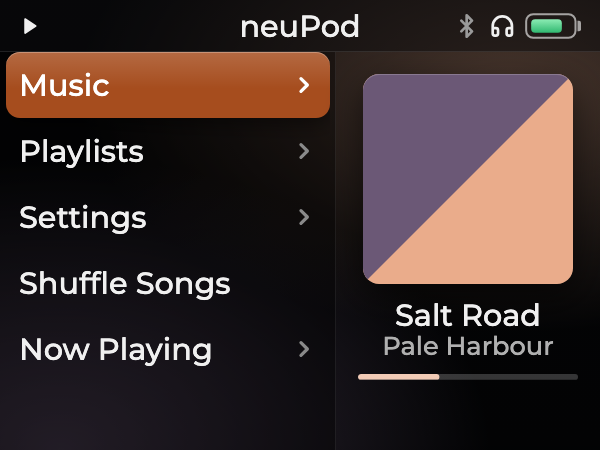 neuPod
Music
Playlists
Settings
Shuffle Songs
Now Playing
Salt Road
Pale Harbour